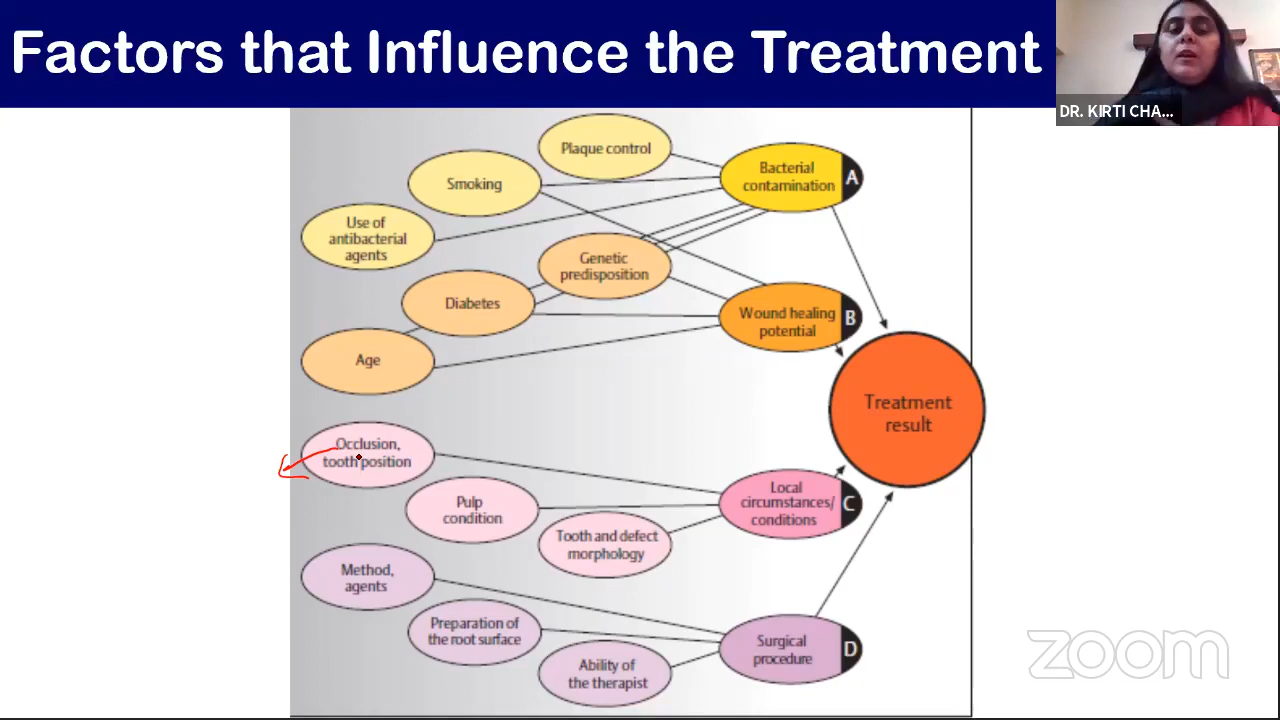 Factors that Influence the Treatment
DR. KIRTI CHA...
Plaque control
Smoking
Use of
antibacterial
agents
Bacterial
contamination
A
Genetic
predisposition
Diabetes
Age
Wound healing
potential
B
Treatment
result
Occlusion,
tooth position
Pulp
condition
Tooth and defect
morphology
Local
circumstances/
conditions
C
Method,
agents
Preparation of
the root surface
Ability of
the therapist
Surgical
procedure
D
zoom